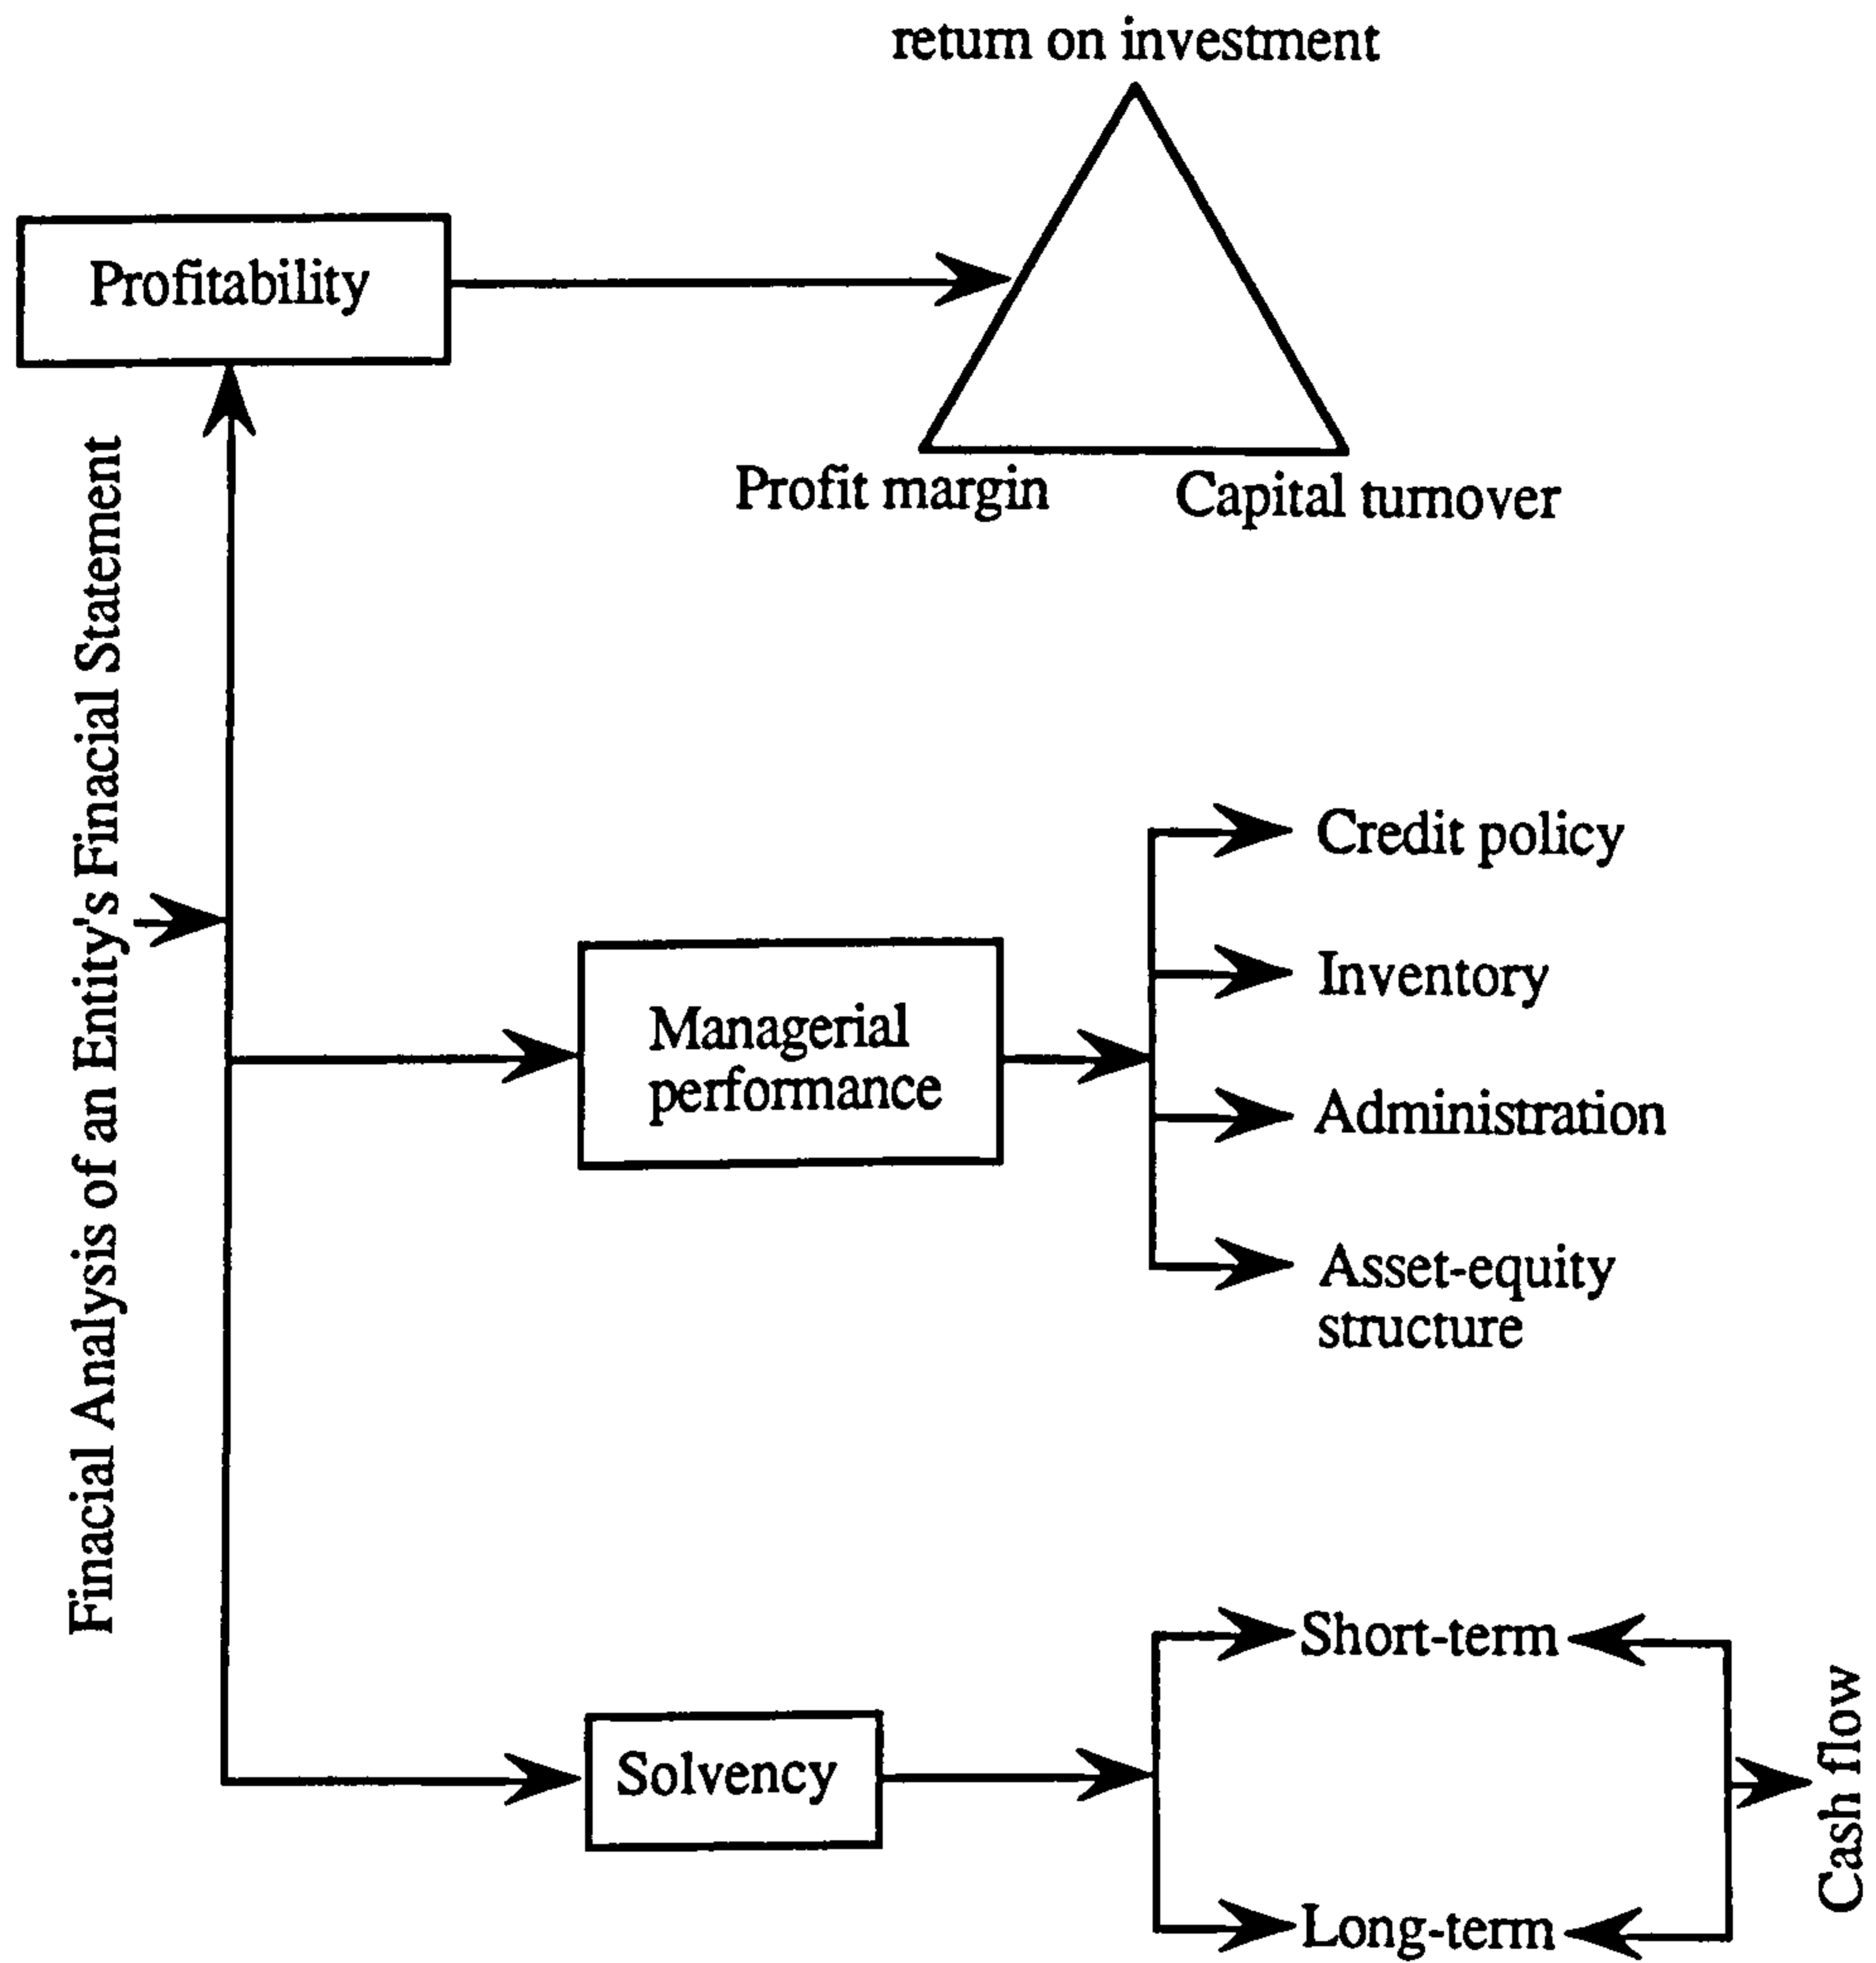 return on investment
Profitability
Profit margin
Capital turnover
Finacial Analysis of an Entity's Finacial Statement
Credit policy
Inventory
Managerial
performance
Administration
Asset-equity
structure
Short-term
Solvency
Cash flow
Long-term